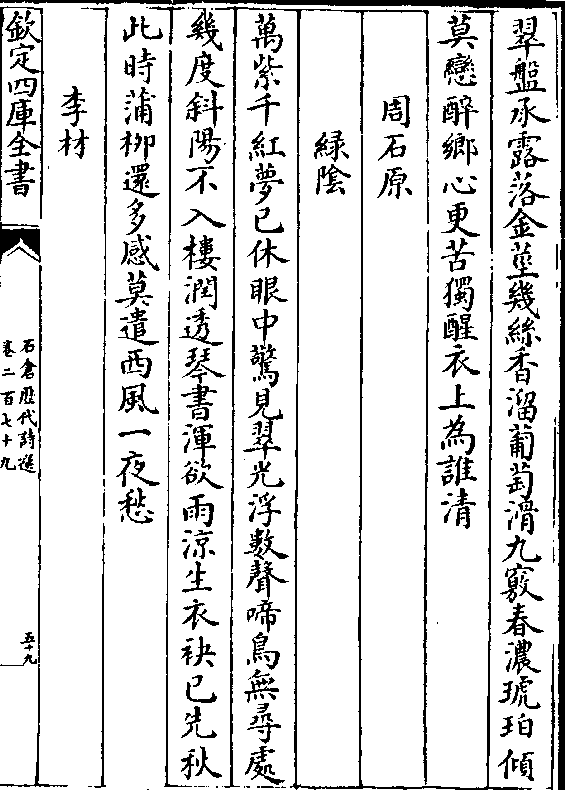 翠盤承露落金莖幾絲香溜葡萄滑九竅春濃琥珀傾
莫戀醉鄉心更苦獨醒衣上為誰清
周石原
緑陰
萬紫千紅夢已休眼中驚見翠光浮數聲啼鳥無尋處
幾度斜陽不入樓潤透琴書渾欲雨涼生衣袂已先秋
此時蒲柳還多感莫遣西風一夜愁
李材
欽定四庫全書
石倉歷代詩選
卷二百七十九
五十九